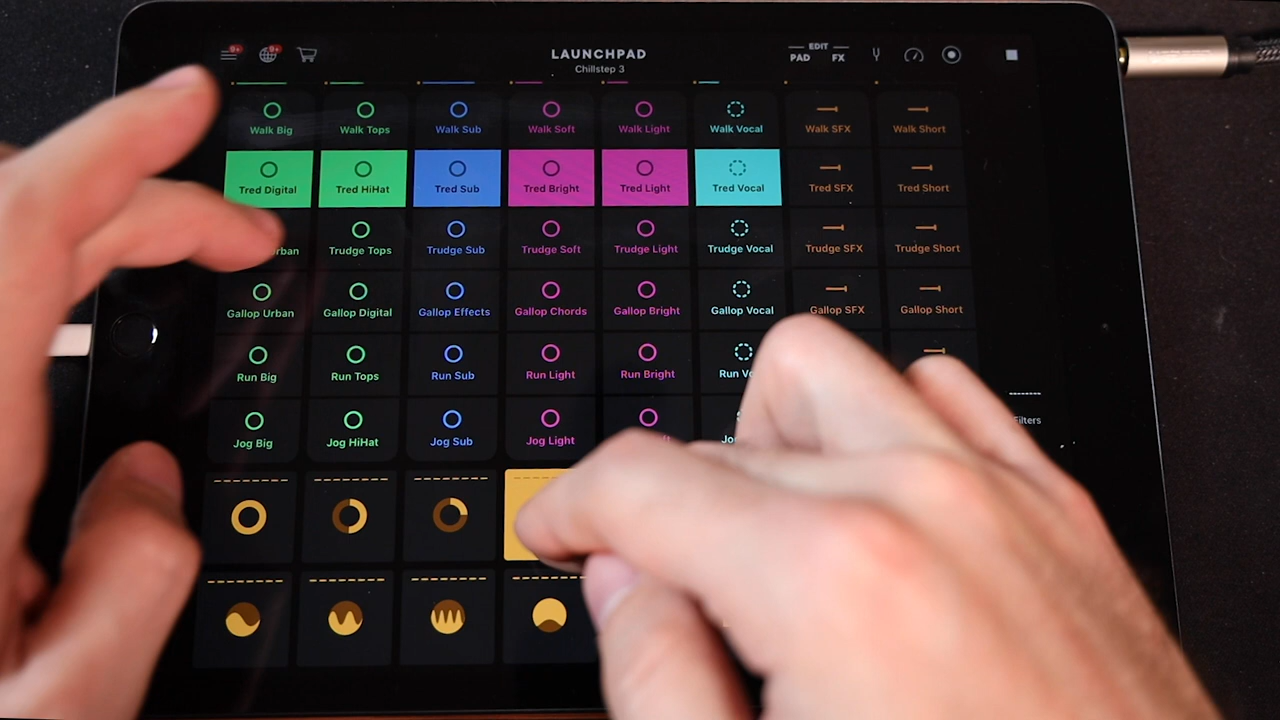 9+ 9+
LAUNCHPAD
Chillstep 3
EDIT
PAD FX
Walk Big Walk Tops Walk Sub Walk Soft Walk Light Walk Vocal Walk SFX Walk Short
Tred Digital Tred HiHat Tred Sub Tred Bright Tred Light Tred Vocal Tred SFX Tred Short
Trudge Tops Trudge Sub Trudge Soft Trudge Light Trudge Vocal Trudge SFX Trudge Short
Gallop Urban Gallop Digital Gallop Effects Gallop Chords Gallop Bright Gallop Vocal Gallop SFX Gallop Short
Run Big Run Tops Run Sub Run Light Run Bright Run
Filters
Jog Big Jog HiHat Jog Sub Jog Light